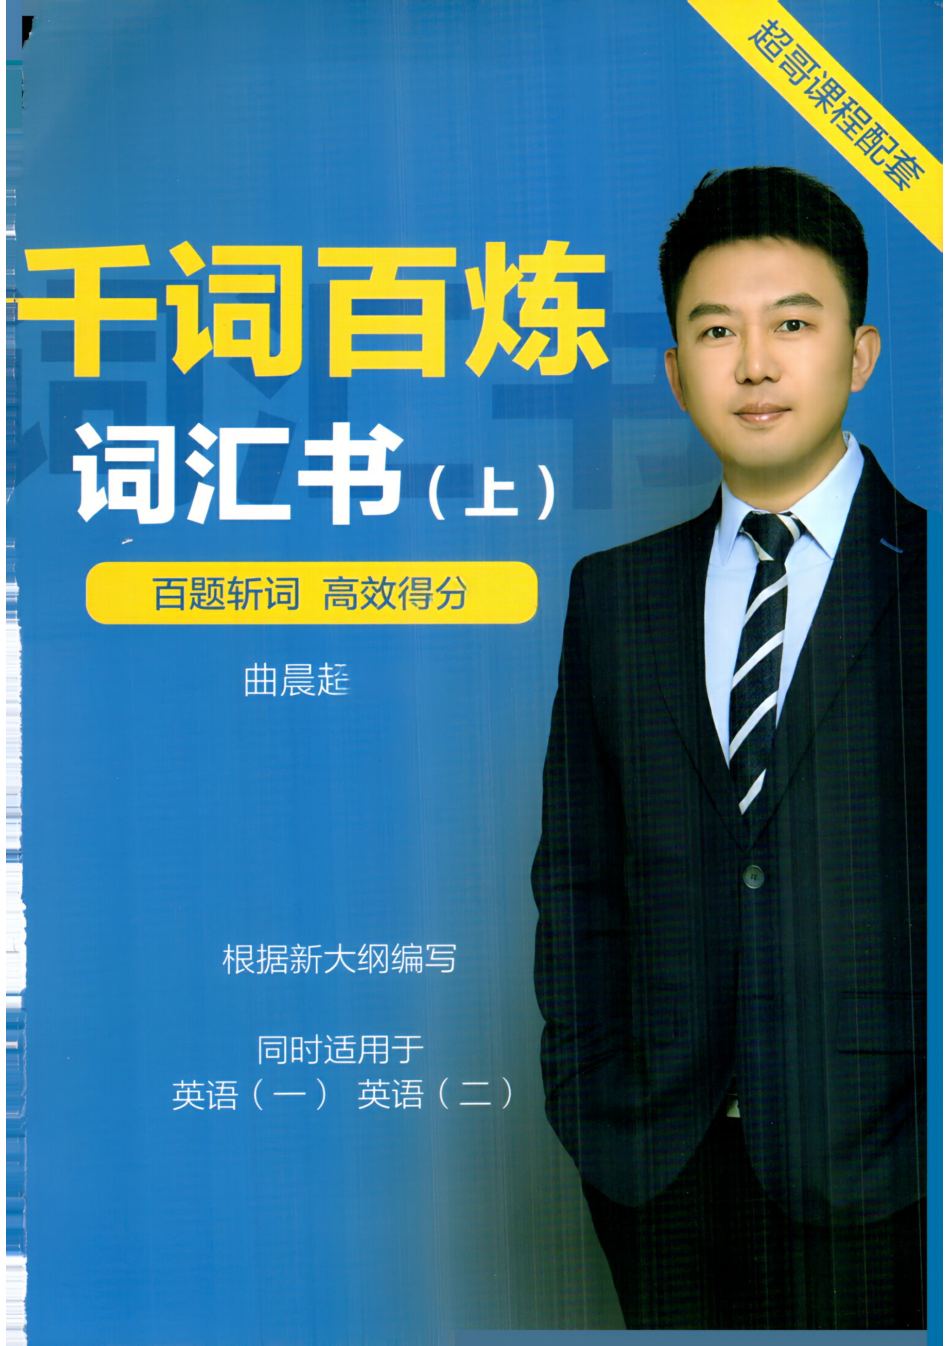 超哥课程配套
千词百炼
词汇书（上）
百题斩词 高效得分
曲晨超
根据新大纲编写
同时适用于
英语（一） 英语（二）